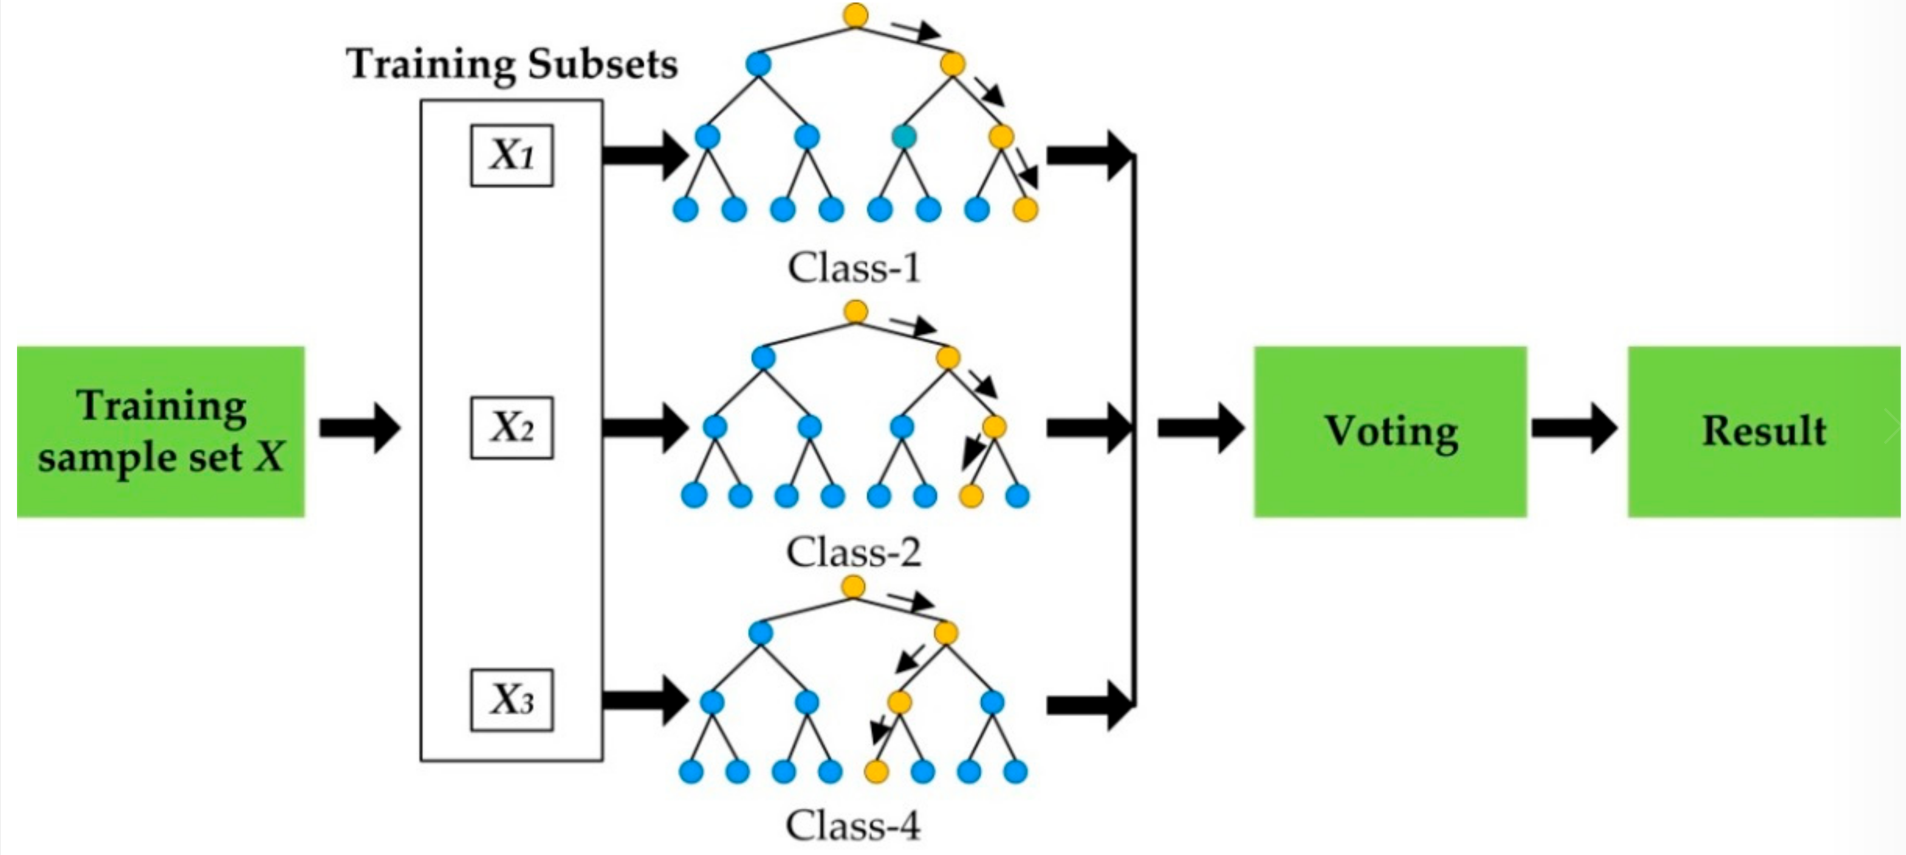 Training Subsets
X1
Class-1
Training
sample set X
X2
Class-2
Voting
Result
X3
Class-4